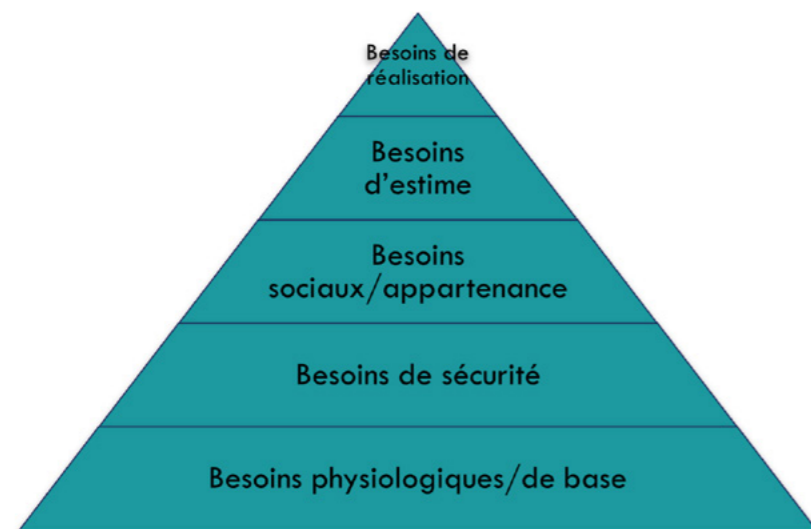 Besoins de
réalisation
Besoins
d'estime
Besoins
sociaux/appartenance
Besoins de sécurité
Besoins physiologiques/de base